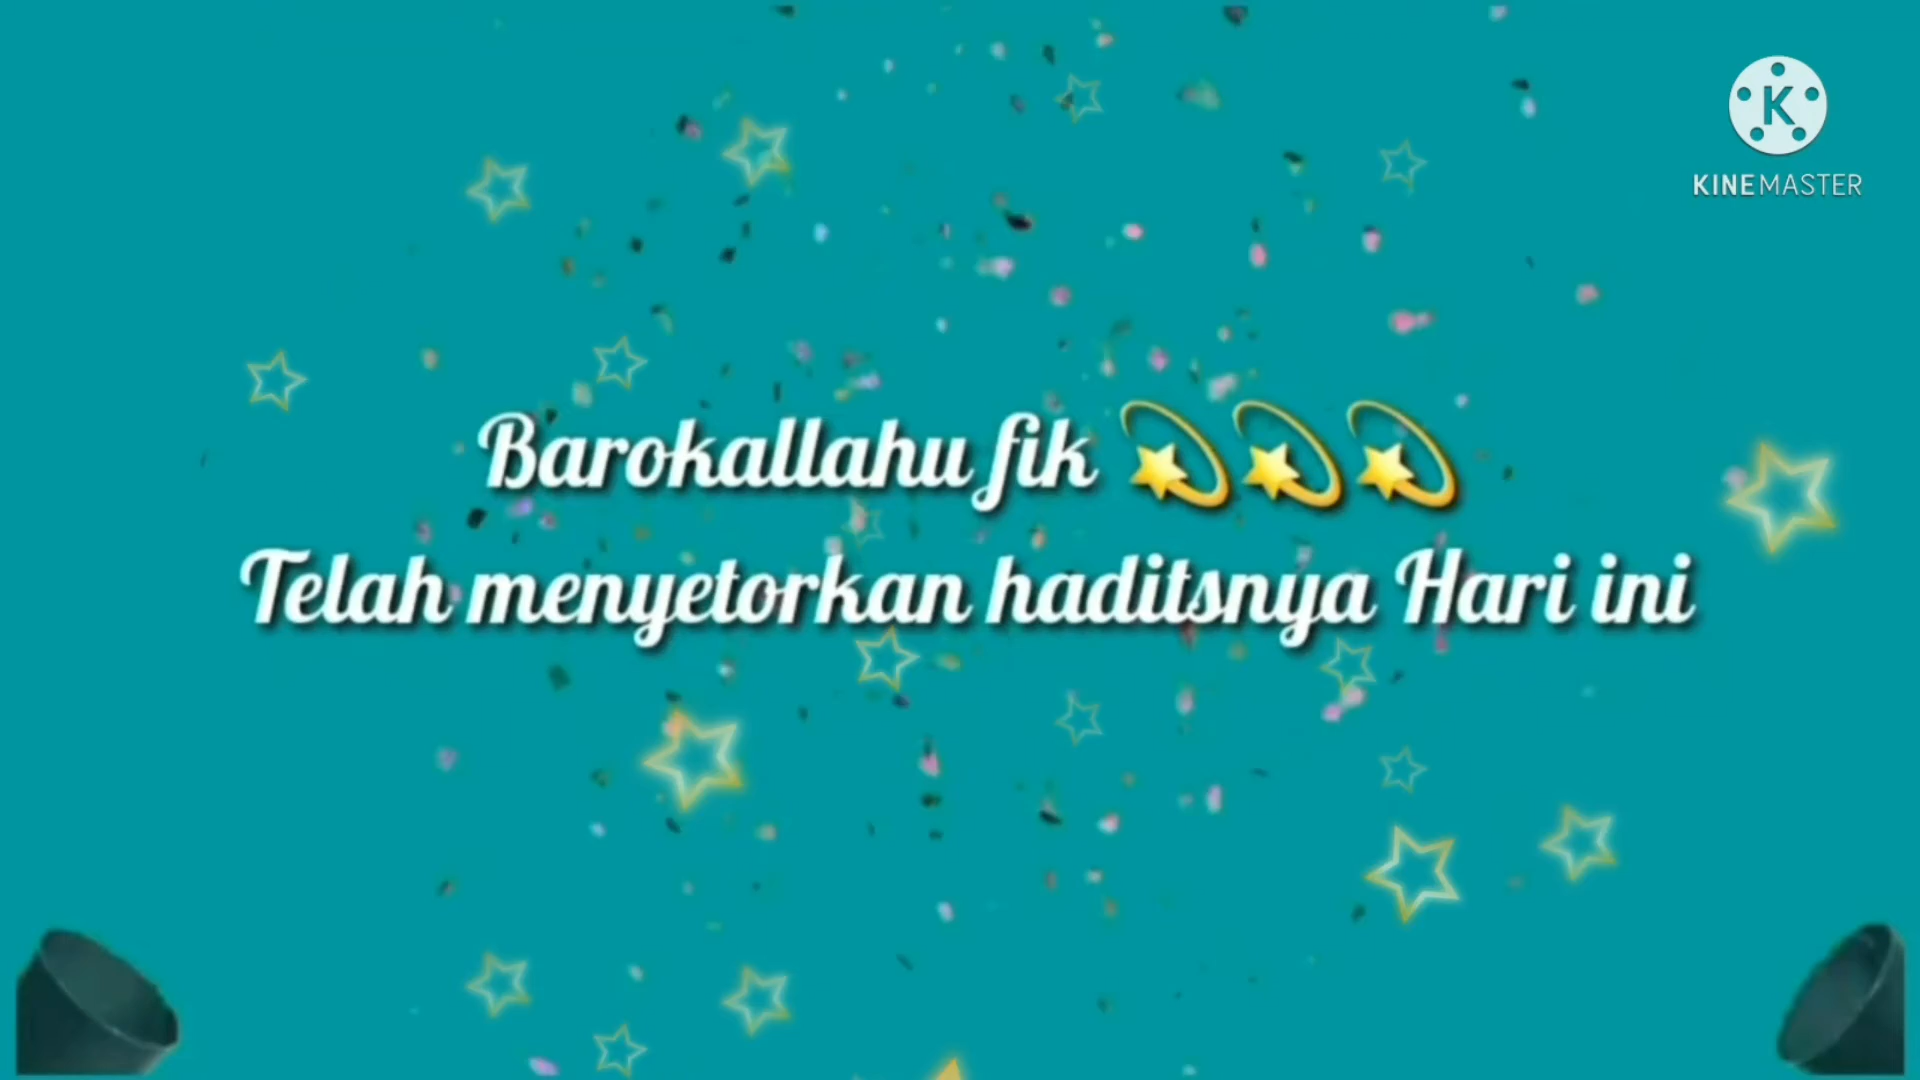 KINEMASTER
Barokallahu fik 💫💫💫
Telah menyetorkan haditsnya Hari ini